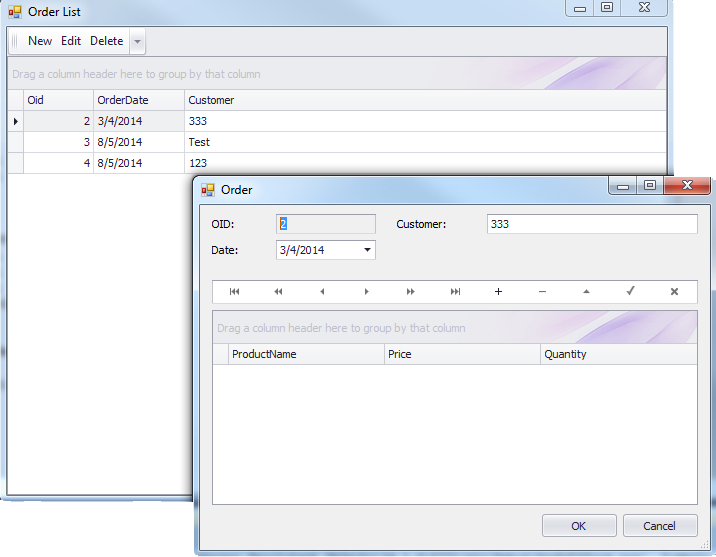 Order List
New Edit Delete
Drag a column header here to group by that column
Oid OrderDate Customer
2 3/4/2014 333
3 8/5/2014 Test
4 8/5/2014 123
Order
OID: 2 Customer: 333
Date: 3/4/2014
Drag a column header here to group by that column
ProductName Price Quantity
OK Cancel